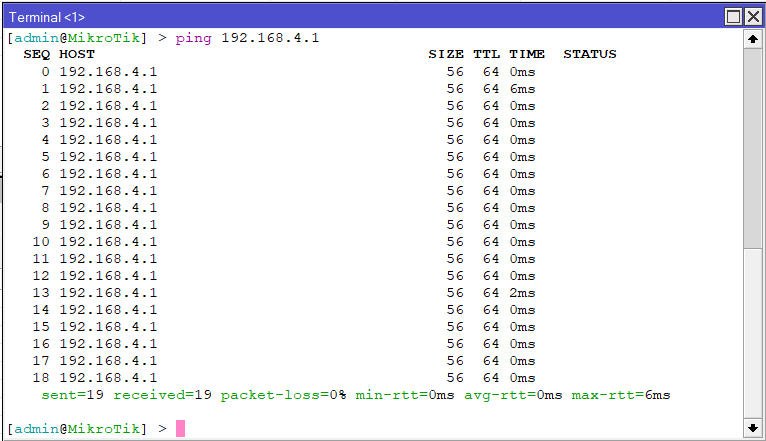 Terminal <1>
[admin@MikroTik] > ping 192.168.4.1
SEQ HOST SIZE TTL TIME STATUS
0 192.168.4.1 56 64 0ms
1 192.168.4.1 56 64 6ms
2 192.168.4.1 56 64 0ms
3 192.168.4.1 56 64 0ms
4 192.168.4.1 56 64 0ms
5 192.168.4.1 56 64 0ms
6 192.168.4.1 56 64 0ms
7 192.168.4.1 56 64 0ms
8 192.168.4.1 56 64 0ms
9 192.168.4.1 56 64 0ms
10 192.168.4.1 56 64 0ms
11 192.168.4.1 56 64 0ms
12 192.168.4.1 56 64 0ms
13 192.168.4.1 56 64 2ms
14 192.168.4.1 56 64 0ms
15 192.168.4.1 56 64 0ms
16 192.168.4.1 56 64 0ms
17 192.168.4.1 56 64 0ms
18 192.168.4.1 56 64 0ms
sent=19 received=19 packet-loss=0% min-rtt=0ms avg-rtt=0ms max-rtt=6ms
[admin@MikroTik] >